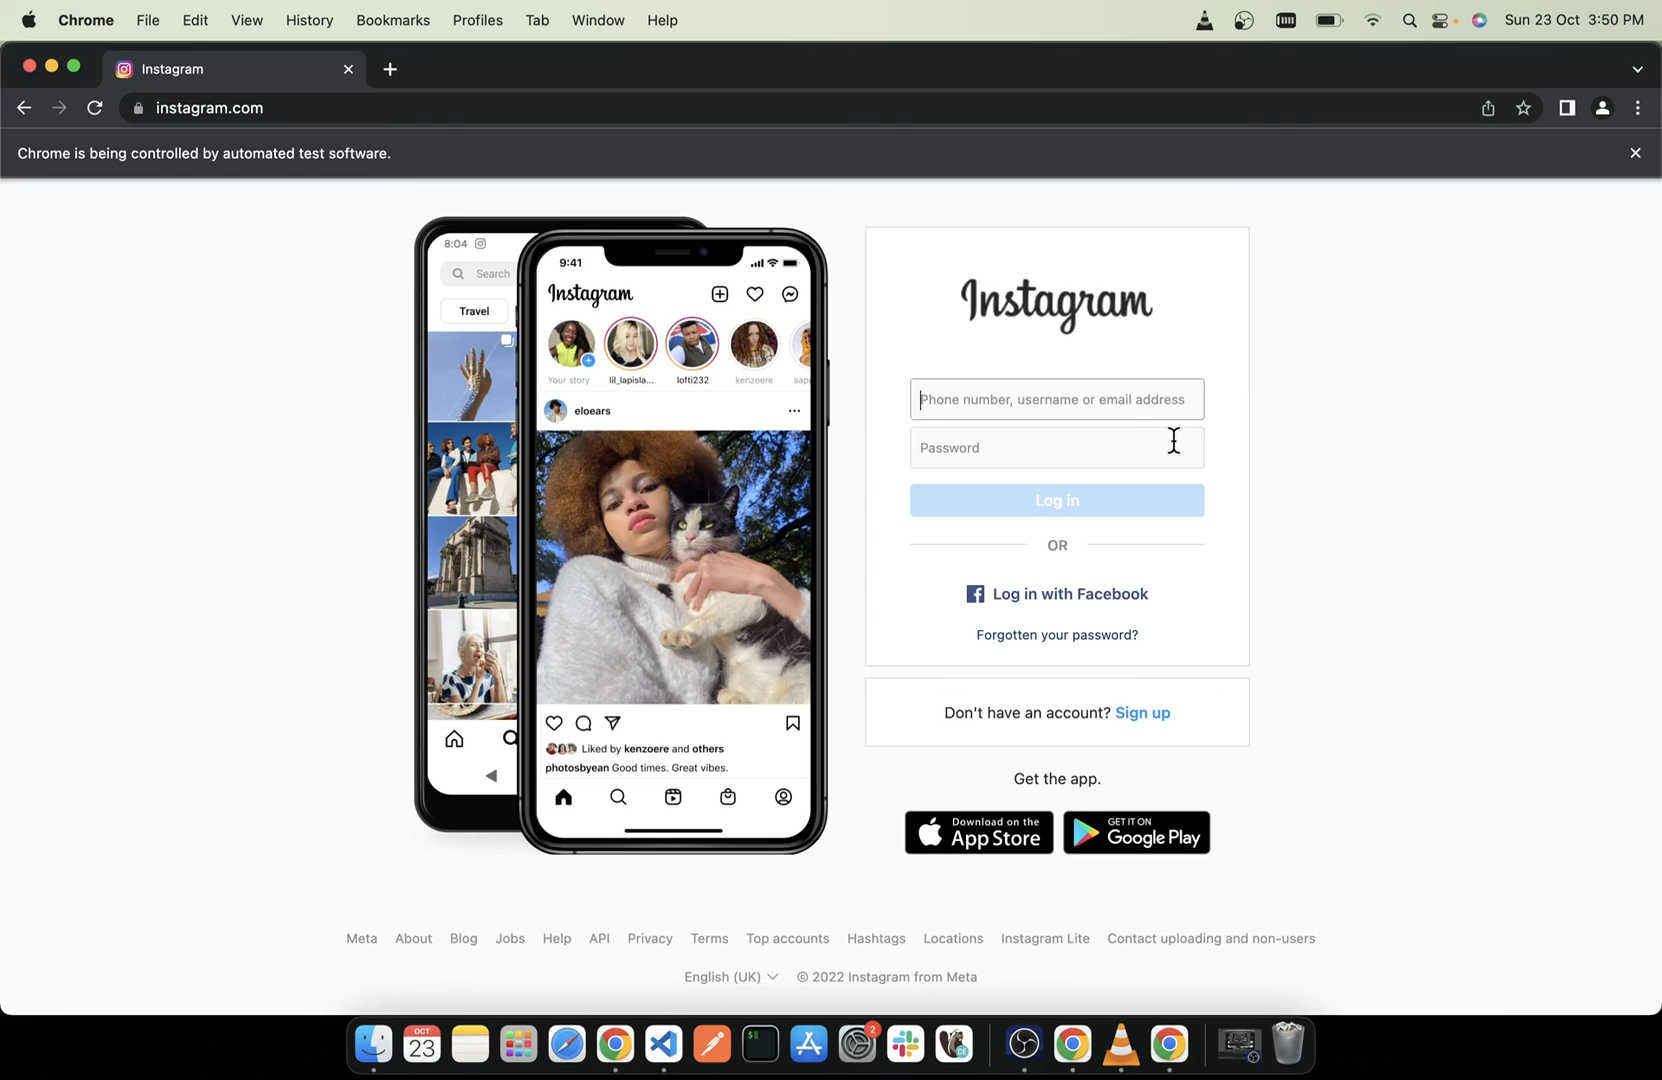 Chrome File Edit View History Bookmarks Profiles Tab Window Help Sun 23 Oct 3:50 PM
Instagram
instagram.com
Chrome is being controlled by automated test software.
8:04
Search
Travel
9:41
Instagram
Your story lil_lapisla... lofti232 kenzoere sap
eloears
Liked by kenzoere and others
photosbyean Good times. Great vibes.
Instagram
Phone number, username or email address
Password
Log in
OR
Log in with Facebook
Forgotten your password?
Don't have an account? Sign up
Get the app.
Download on the
App Store
GET IT ON
Google Play
Meta About Blog Jobs Help API Privacy Terms Top accounts Hashtags Locations Instagram Lite Contact uploading and non-users
English (UK) © 2022 Instagram from Meta
OCT
23
$
2
CE